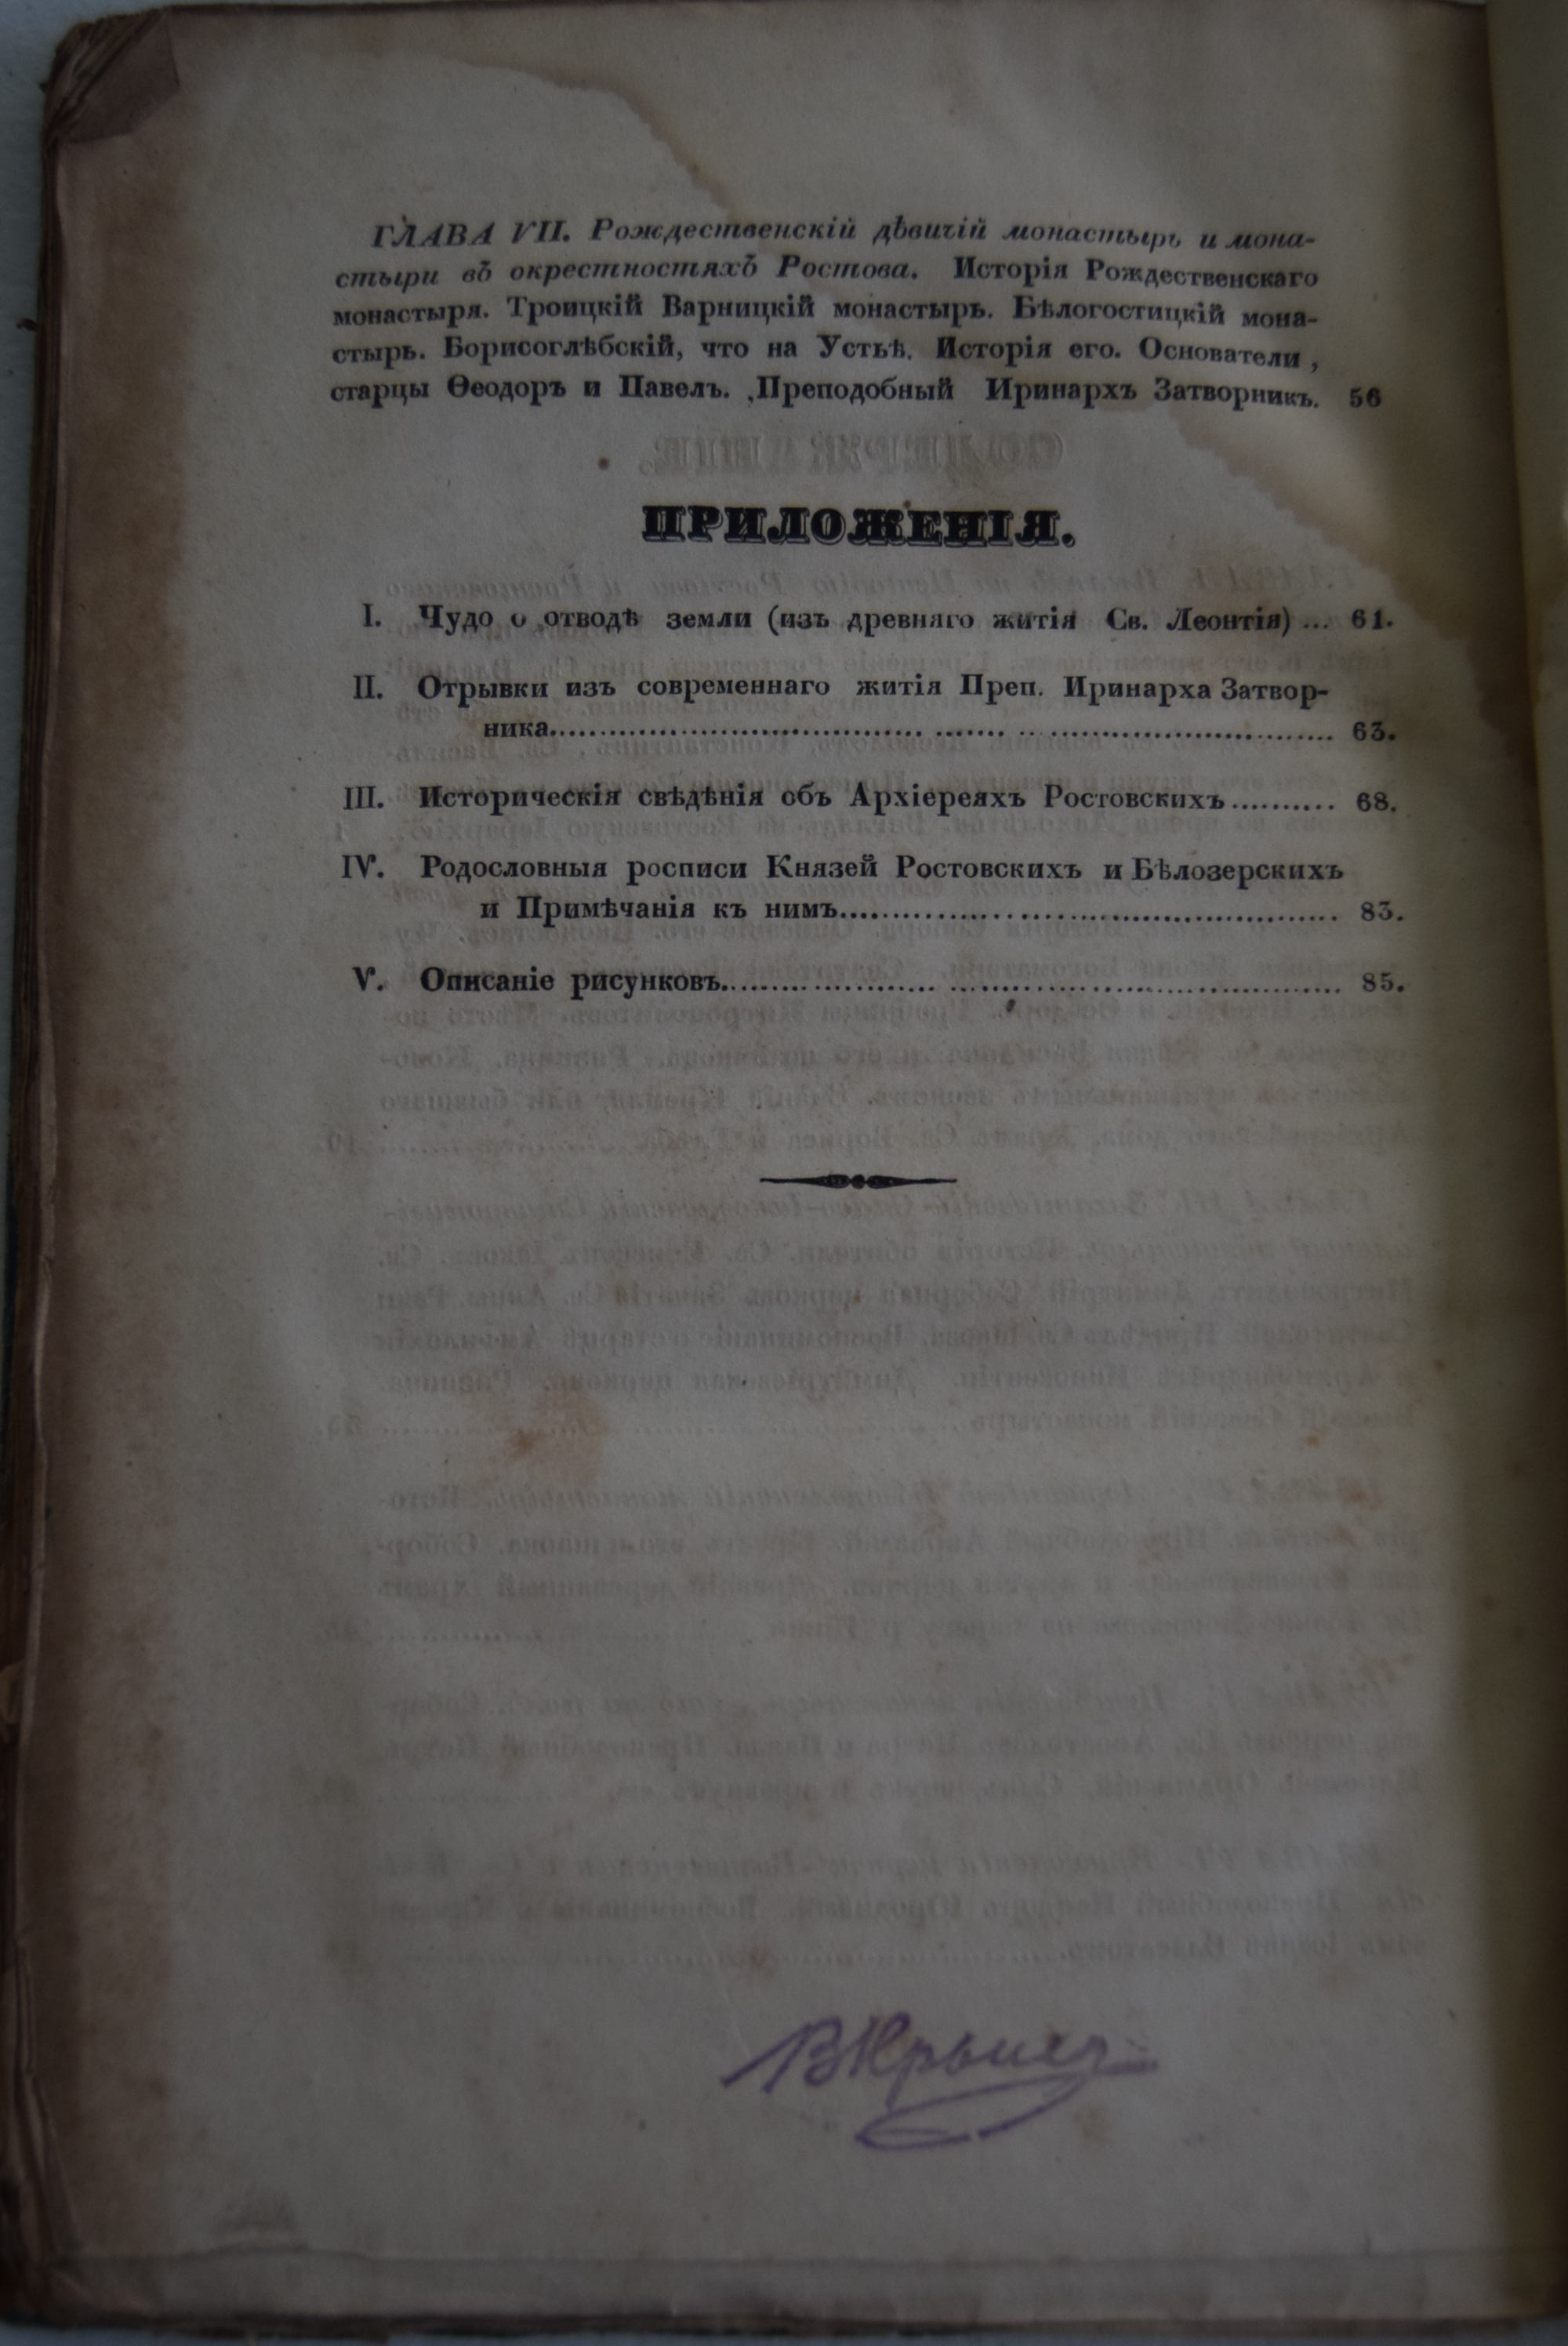 ГЛАВА VII. Рождественскій дѣвичій монастырь и мона-
стыри въ окрестностяхъ Ростова. Исторія Рождественскаго
монастыря. Троицкій Варницкій монастырь. Бѣлогостицкій мона-
стырь. Борисоглѣбскій, что на Устьѣ. Исторія его. Основатели,
старцы Ѳеодоръ и Павелъ. Преподобный Иринархъ Затворникъ. 56
ПРИЛОЖЕНІЯ.
I. Чудо о отводѣ земли (изъ древняго житія Св. Леонтія) ... 61.
II. Отрывки изъ современнаго житія Преп. Иринарха Затвор-
ника........................................................ 63.
III. Историческія свѣдѣнія объ Архіереяхъ Ростовскихъ.......... 68.
IV. Родословныя росписи Князей Ростовскихъ и Бѣлозерскихъ
и Примѣчанія къ нимъ........................................ 83.
V. Описаніе рисунковъ........................................ 85.